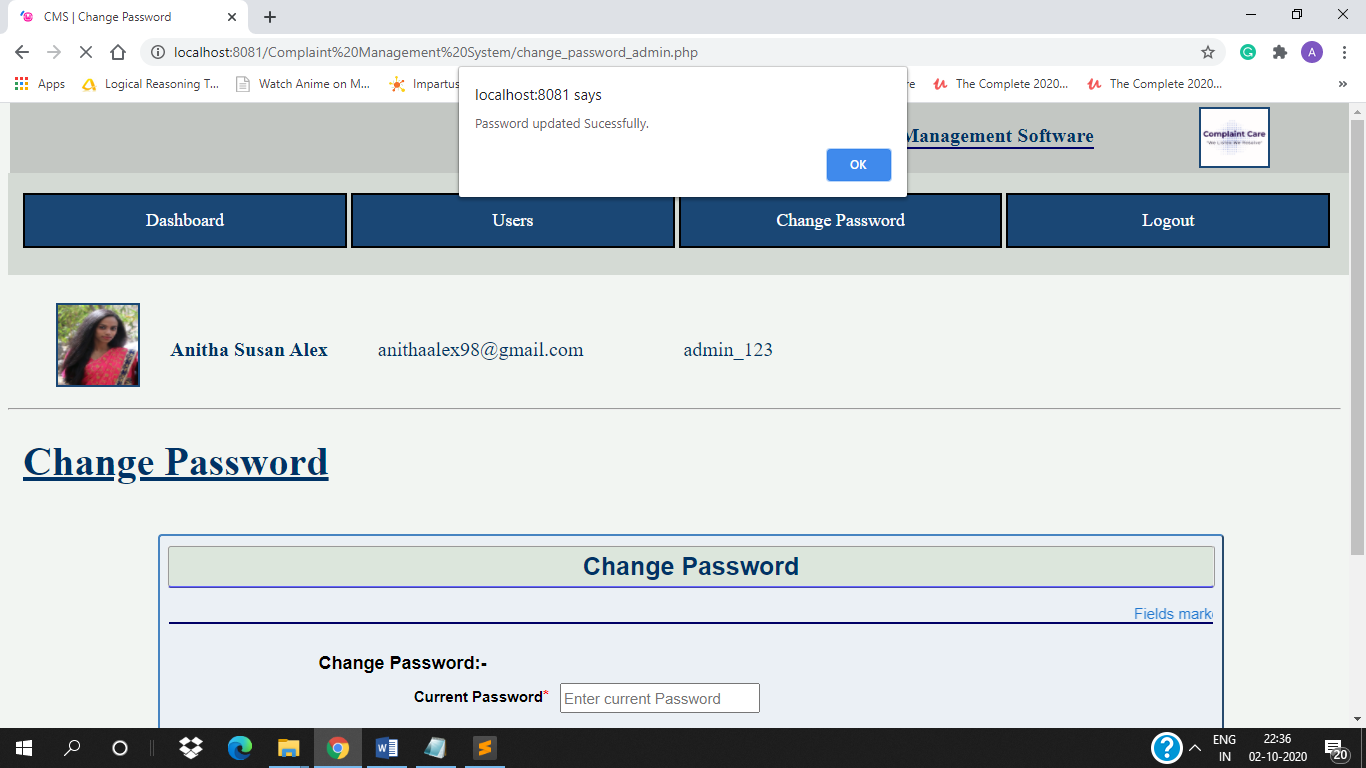 CMS | Change Password
localhost:8081/Complaint%20Management%20System/change_password_admin.php
G
A
Apps
Logical Reasoning T...
Watch Anime on M...
Impartus
re
The Complete 2020...
The Complete 2020...
»
localhost:8081 says
Password updated Sucessfully.
OK
Management Software
Complaint Care
Dashboard
Users
Change Password
Logout
Anitha Susan Alex
anithaalex98@gmail.com
admin_123
Change Password
Change Password
Fields mark
Change Password:-
Current Password*
Enter current Password
ENG
IN
22:36
02-10-2020
20